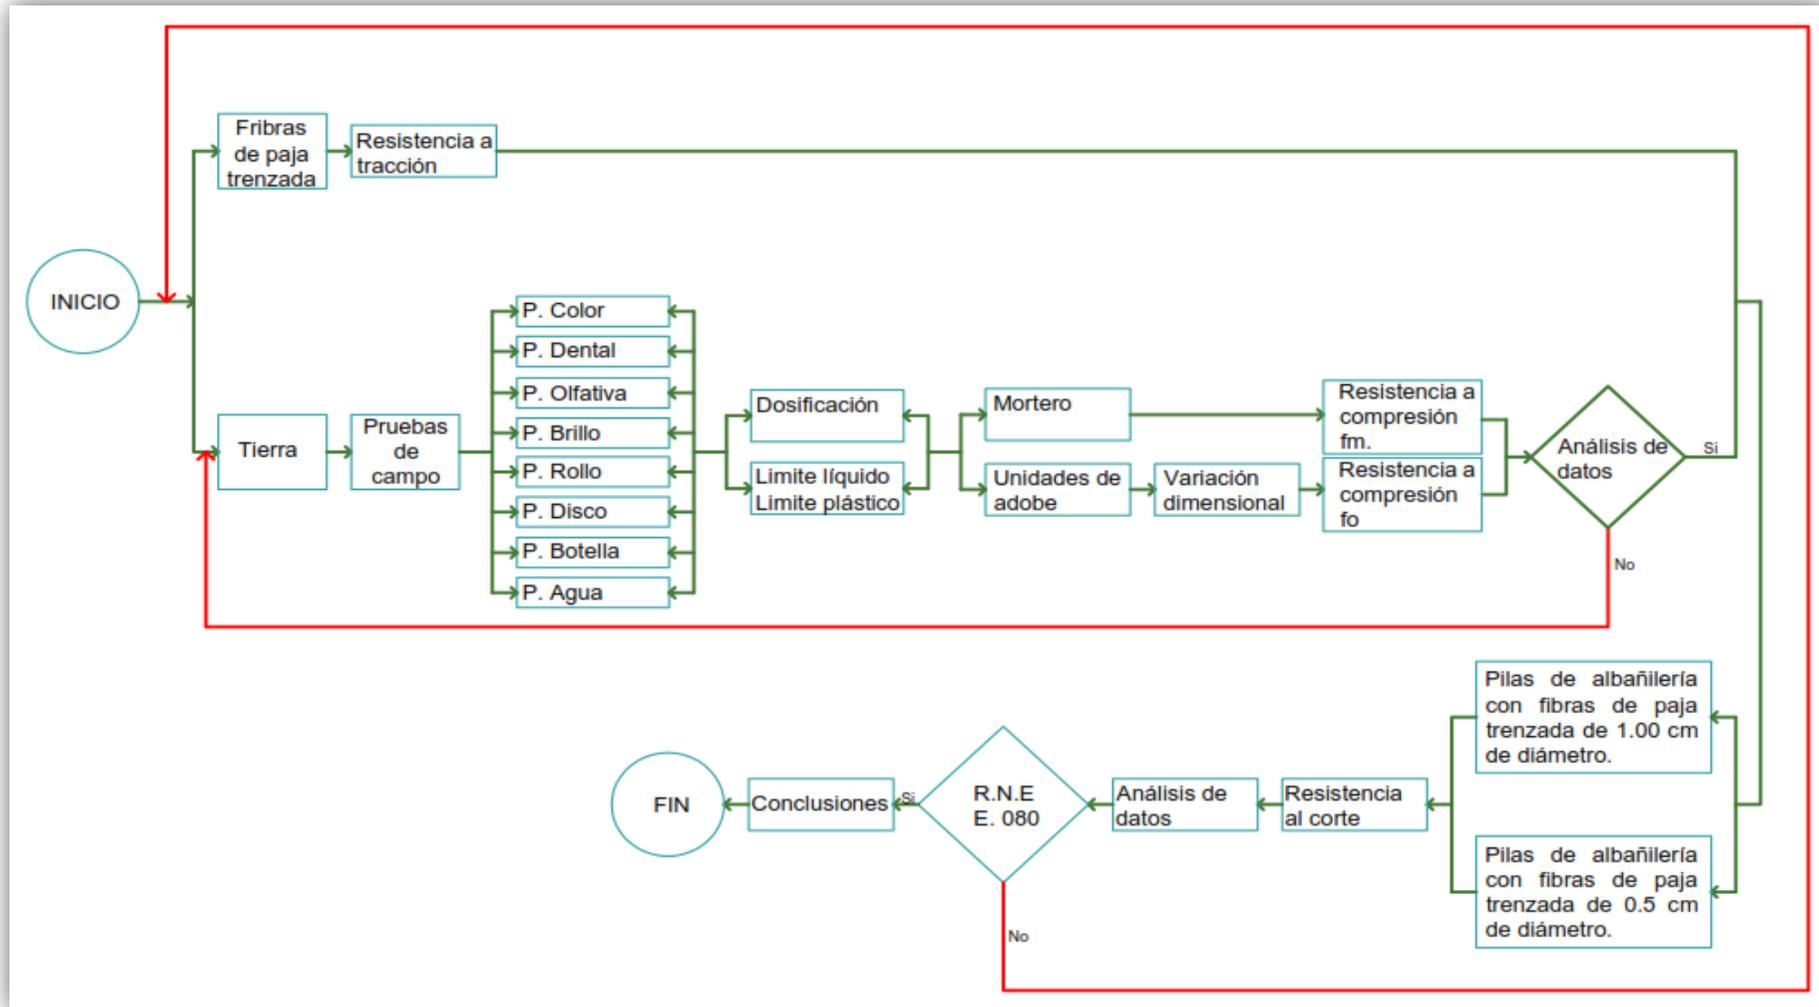 Fribras
de paja
trenzada
Resistencia a
tracción
INICIO
Tierra
Pruebas
de
campo
P. Color
P. Dental
P. Olfativa
P. Brillo
P. Rollo
P. Disco
P. Botella
P. Agua
Dosificación
Limite líquido
Limite plástico
Mortero
Unidades de
adobe
Variación
dimensional
Resistencia a
compresión
fm.
Resistencia a
compresión
fo
Análisis de
datos
Si
No
Pilas de albañilería
con fibras de paja
trenzada de 1.00 cm
de diámetro.
Pilas de albañilería
con fibras de paja
trenzada de 0.5 cm
de diámetro.
Resistencia
al corte
Análisis de
datos
R.N.E
E. 080
Si
No
Conclusiones
FIN